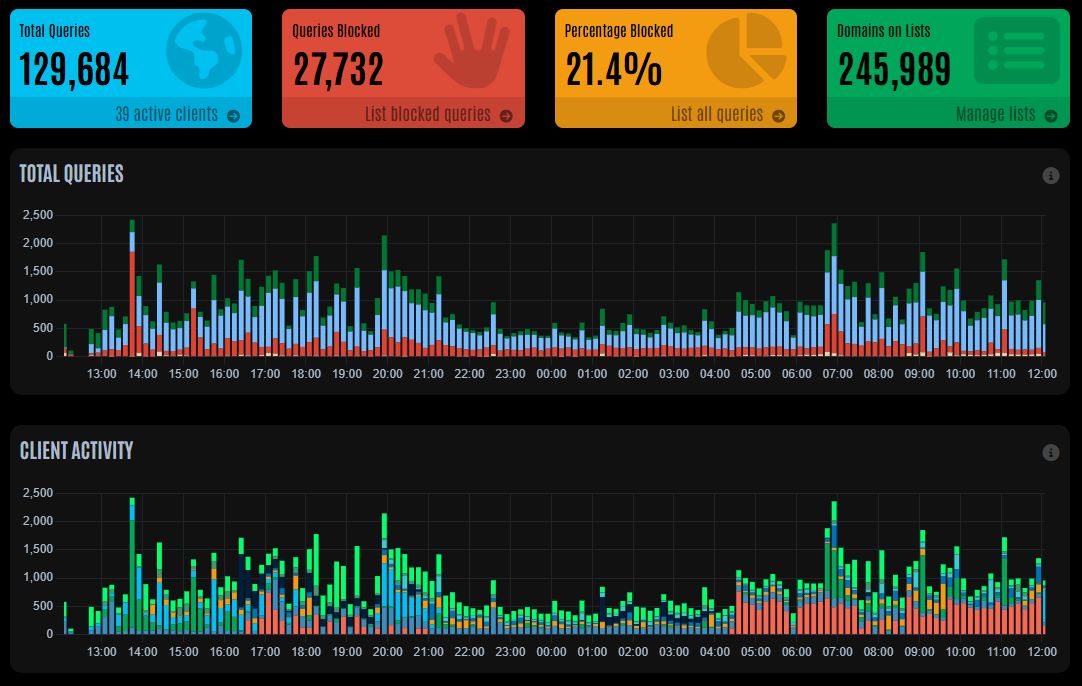 Total Queries
129,684
39 active clients
Queries Blocked
27,732
List blocked queries
Percentage Blocked
21.4%
List all queries
Domains on Lists
245,989
Manage lists
TOTAL QUERIES
2,500
2,000
1,500
1,000
500
0
13:00 14:00 15:00 16:00 17:00 18:00 19:00 20:00 21:00 22:00 23:00 00:00 01:00 02:00 03:00 04:00 05:00 06:00 07:00 08:00 09:00 10:00 11:00 12:00
CLIENT ACTIVITY
2,500
2,000
1,500
1,000
500
0
13:00 14:00 15:00 16:00 17:00 18:00 19:00 20:00 21:00 22:00 23:00 00:00 01:00 02:00 03:00 04:00 05:00 06:00 07:00 08:00 09:00 10:00 11:00 12:00